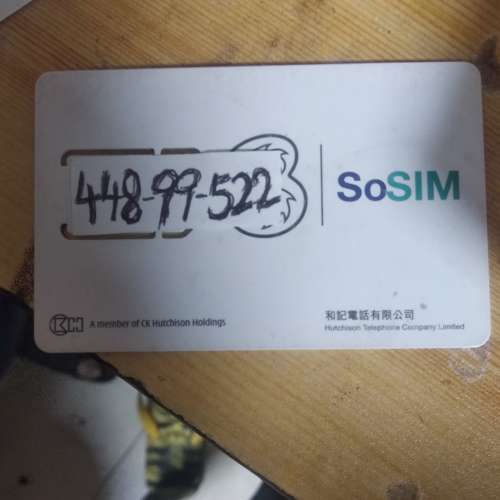 448-99-522
SoSIM
CKH
A member of CK Hutchison Holdings
和記電話有限公司
Hutchison Telephone Company Limited